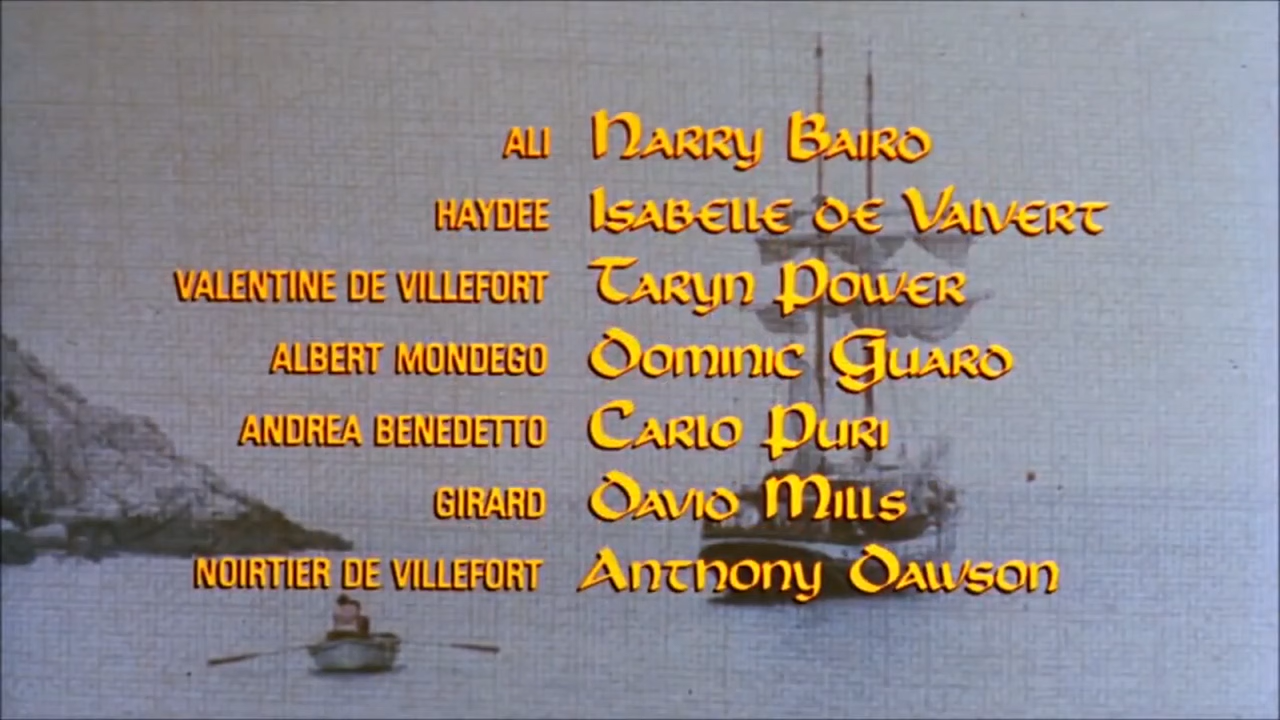 ALI Harry Baird
HAYDEE Isabelle de Valvert
VALENTINE DE VILLEFORT Taryn Power
ALBERT MONDEGO Dominic Guard
ANDREA BENEDETTO Carlo Puri
GIRARD David Mills
NOIRTIER DE VILLEFORT Anthony Dawson